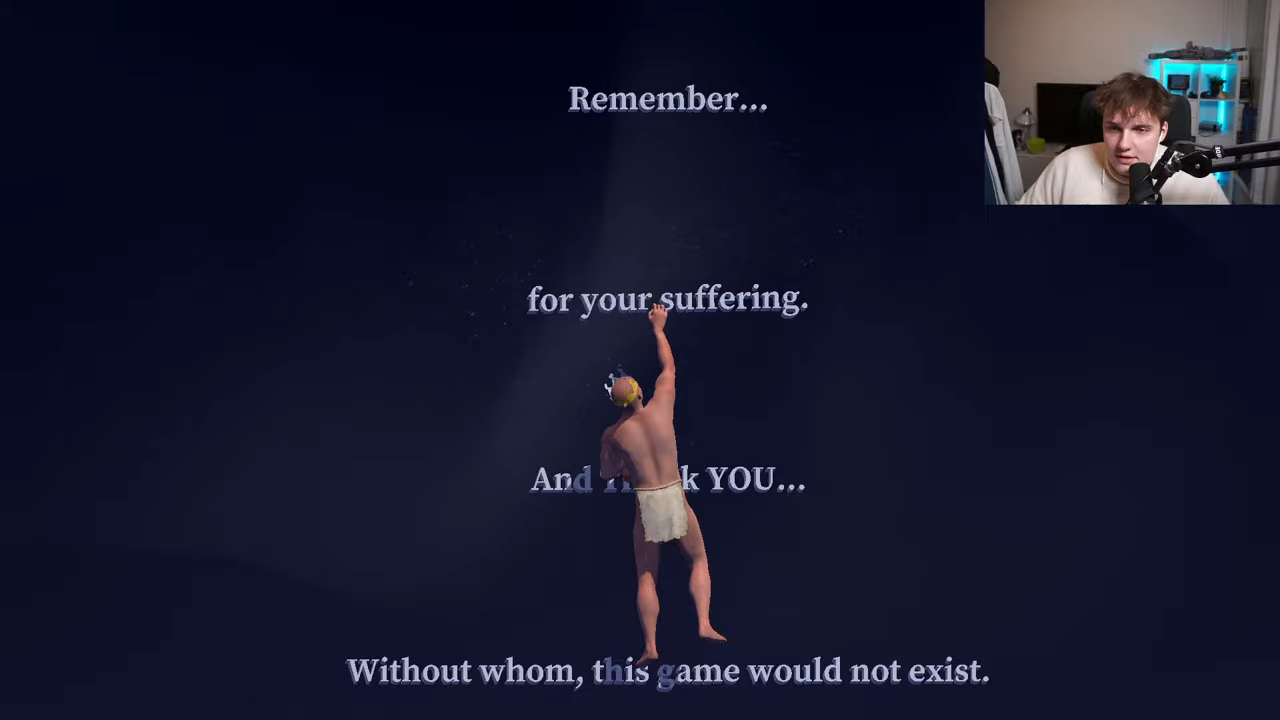 Remember...
for your suffering.
And k YOU...
Without whom, this game would not exist.